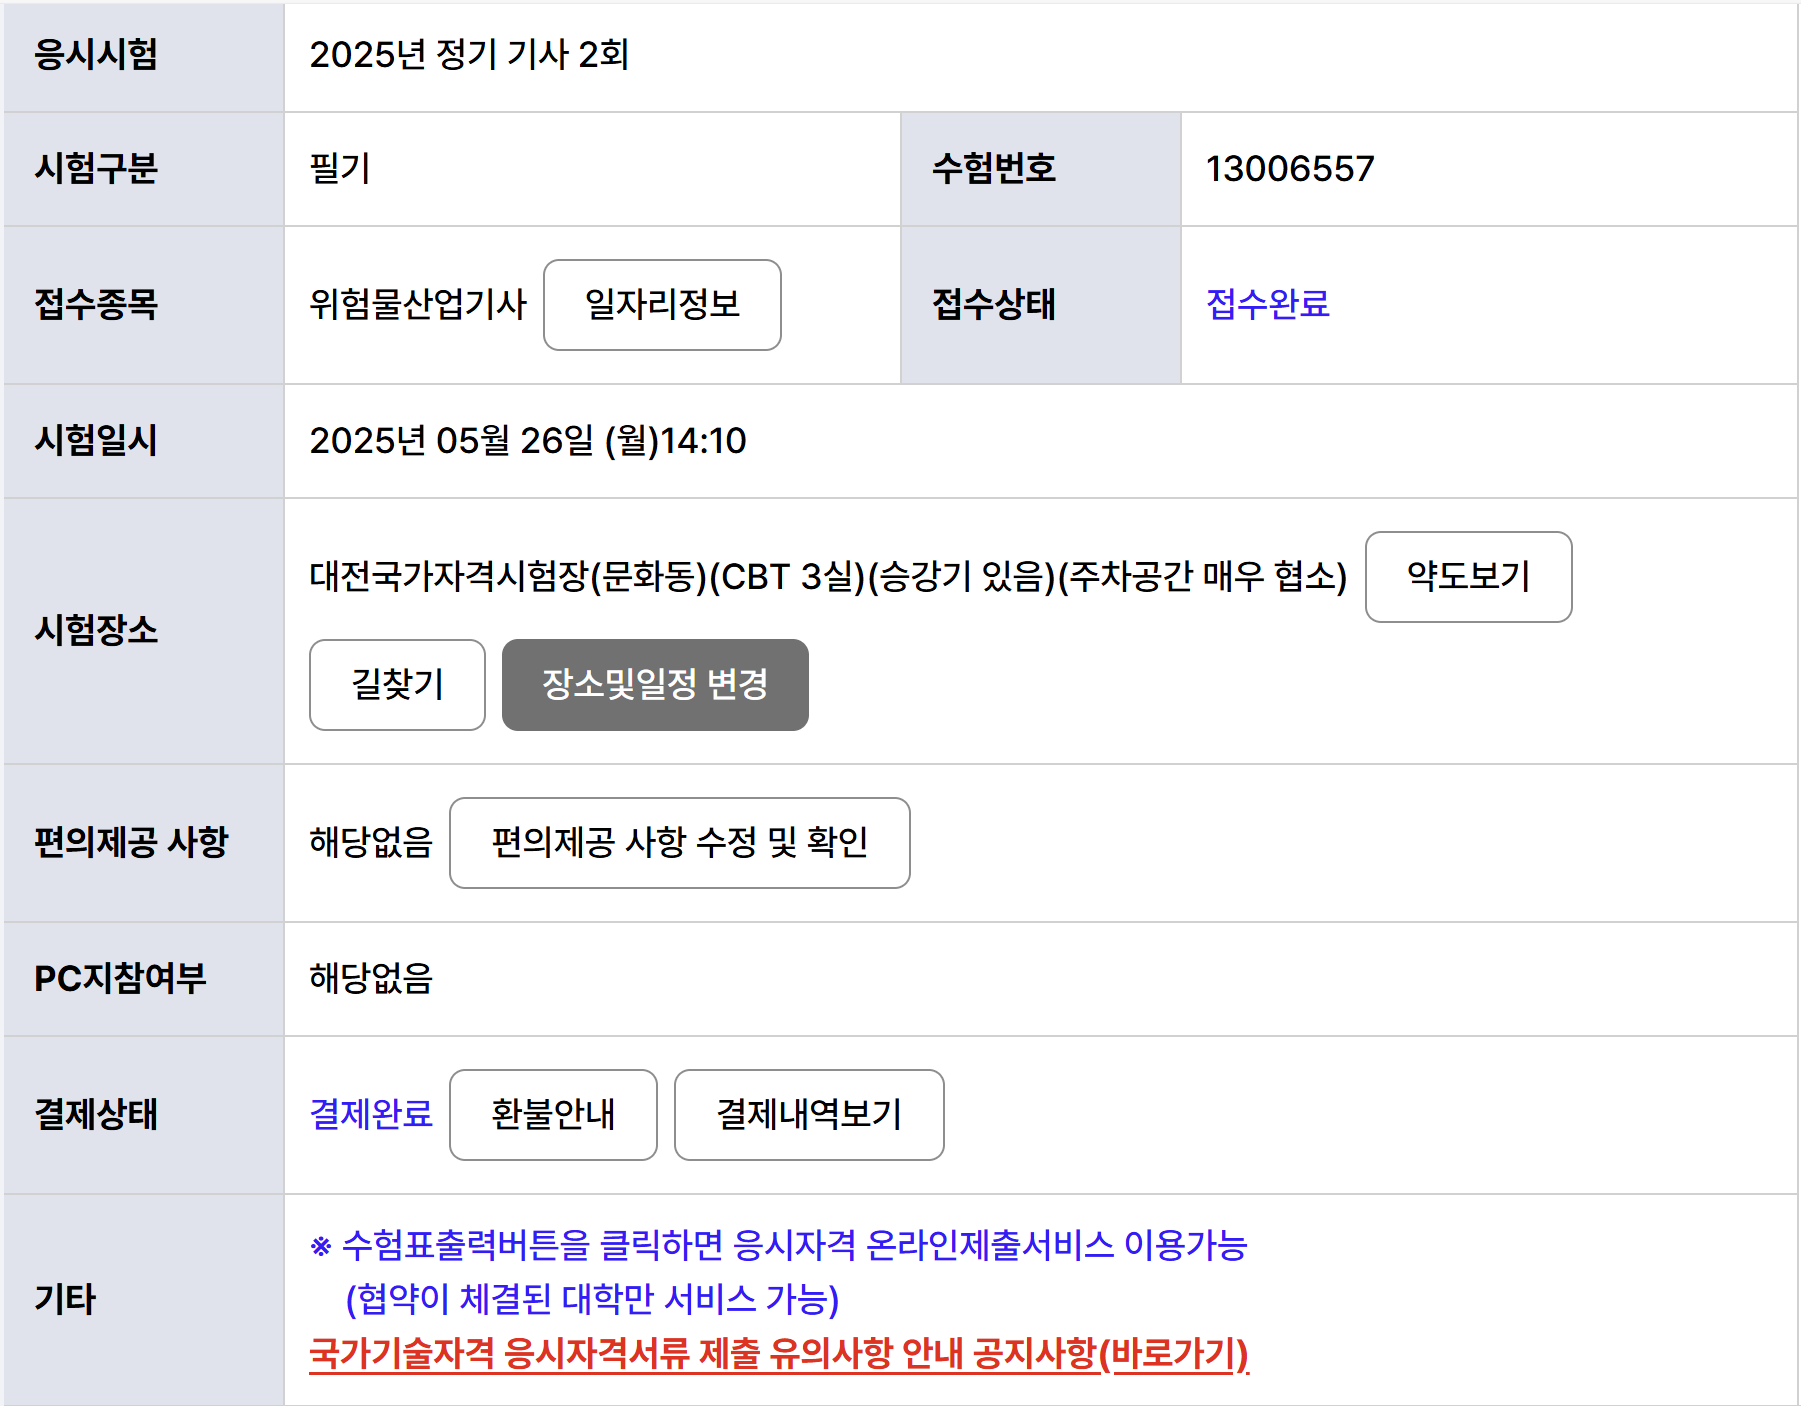 응시시험 2025년 정기 기사 2회
시험구분 필기 수험번호 13006557
접수종목 위험물산업기사 일자리정보 접수상태 접수완료
시험일시 2025년 05월 26일 (월)14:10
시험장소 대전국가자격시험장(문화동)(CBT 3실)(승강기 있음)(주차공간 매우 협소) 약도보기
길찾기 장소및일정 변경
편의제공 사항 해당없음 편의제공 사항 수정 및 확인
PC지참여부 해당없음
결제상태 결제완료 환불안내 결제내역보기
기타 ※ 수험표출력버튼을 클릭하면 응시자격 온라인제출서비스 이용가능
(협약이 체결된 대학만 서비스 가능)
국가기술자격 응시자격서류 제출 유의사항 안내 공지사항(바로가기)